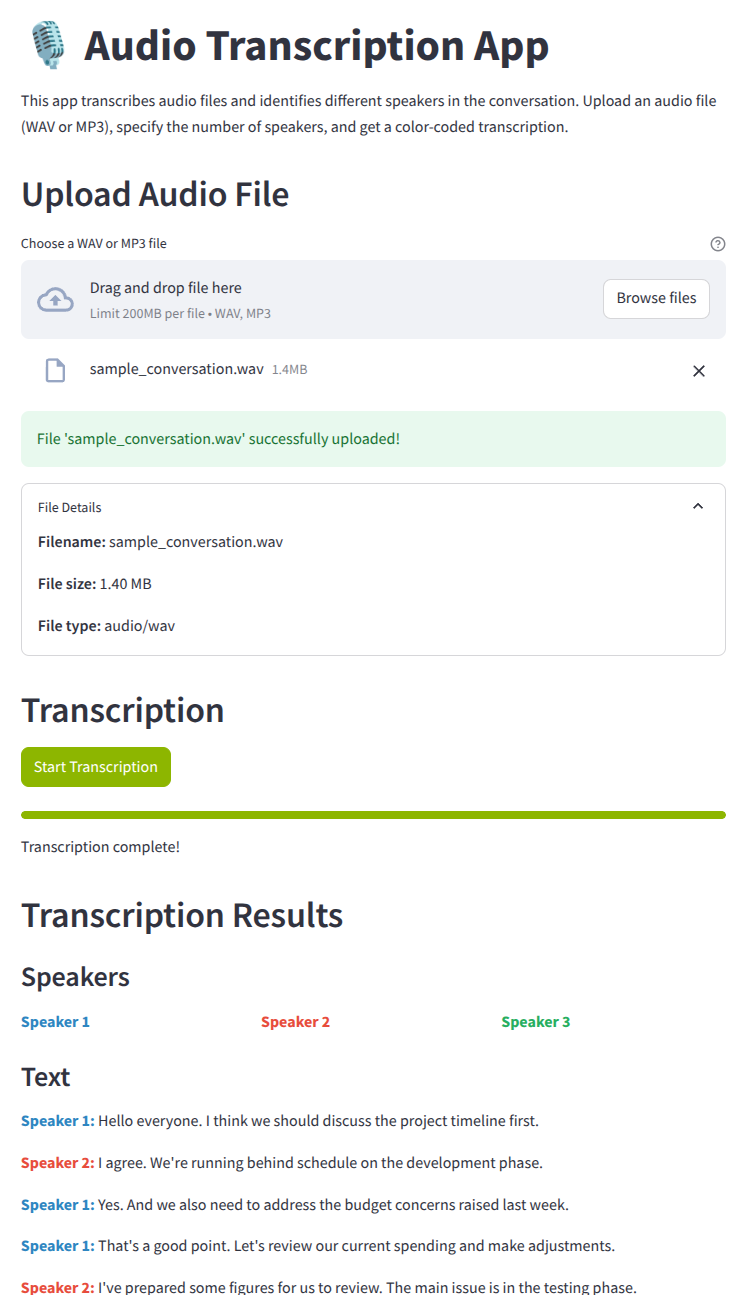 Audio Transcription App
This app transcribes audio files and identifies different speakers in the conversation. Upload an audio file
(WAV or MP3), specify the number of speakers, and get a color-coded transcription.
Upload Audio File
Choose a WAV or MP3 file
Drag and drop file here
Limit 200MB per file • WAV, MP3
Browse files
sample_conversation.wav 1.4MB
File 'sample_conversation.wav' successfully uploaded!
File Details
Filename: sample_conversation.wav
File size: 1.40 MB
File type: audio/wav
Transcription
Start Transcription
Transcription complete!
Transcription Results
Speakers
Speaker 1 Speaker 2 Speaker 3
Text
Speaker 1: Hello everyone. I think we should discuss the project timeline first.
Speaker 2: I agree. We're running behind schedule on the development phase.
Speaker 1: Yes. And we also need to address the budget concerns raised last week.
Speaker 1: That's a good point. Let's review our current spending and make adjustments.
Speaker 2: I've prepared some figures for us to review. The main issue is in the testing phase.